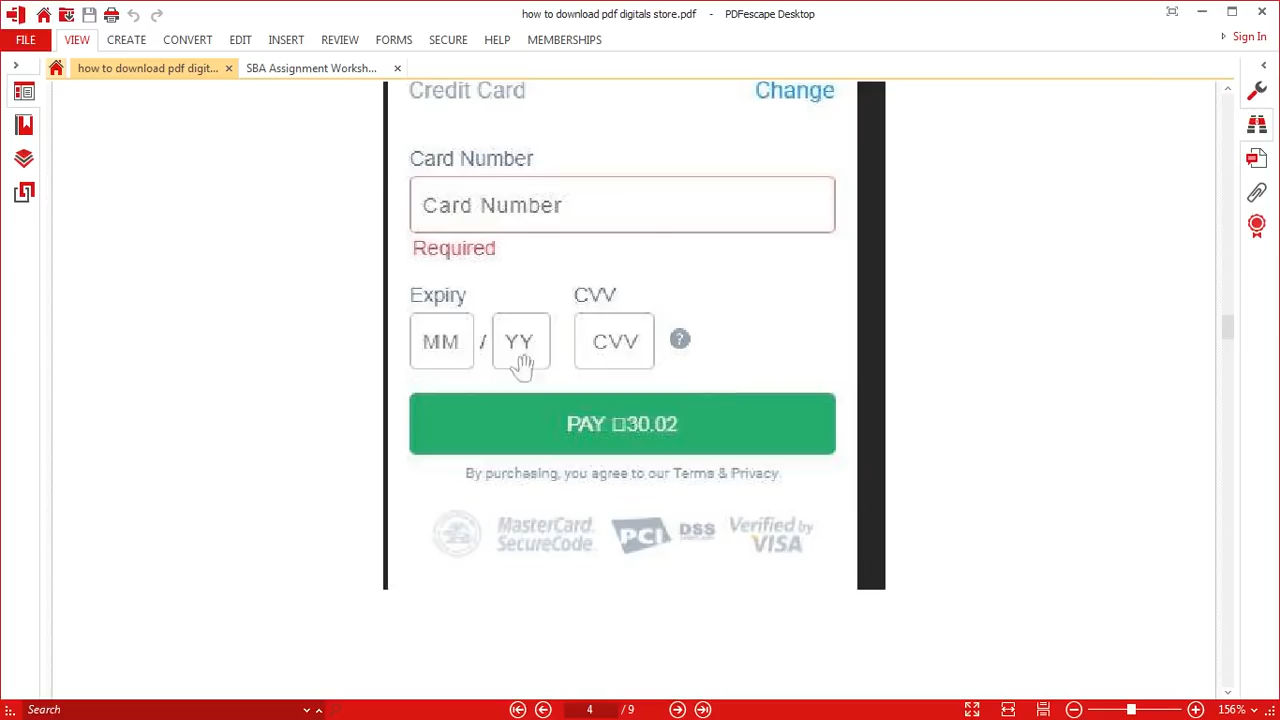 how to download pdf digitals store.pdf - PDFescape Desktop
FILE VIEW CREATE CONVERT EDIT INSERT REVIEW FORMS SECURE HELP MEMBERSHIPS Sign In
how to download pdf digit... SBA Assignment Worksh...
Credit Card Change
Card Number
Card Number
Required
Expiry CVV
MM / YY CVV ?
PAY □30.02
By purchasing, you agree to our Terms & Privacy.
MasterCard. SecureCode.
PCI DSS
Verified by VISA
Search 4 / 9 156%